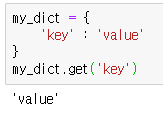 my_dict = {
    'key' : 'value'
}
my_dict.get('key')
'value'